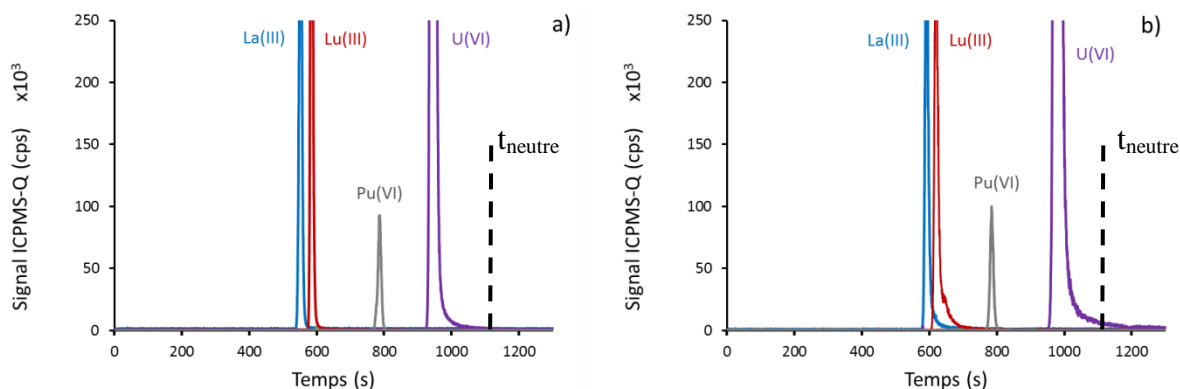 a)
Signal ICPMS-Q (cps) x10³
250
200
150
100
50
0
La(III) Lu(III) U(VI)
Pu(VI)
tneutre
0 200 400 600 800 1000 1200
Temps (s)
b)
Signal ICPMS-Q (cps) x10³
250
200
150
100
50
0
La(III) Lu(III) U(VI)
Pu(VI)
tneutre
0 200 400 600 800 1000 1200
Temps (s)